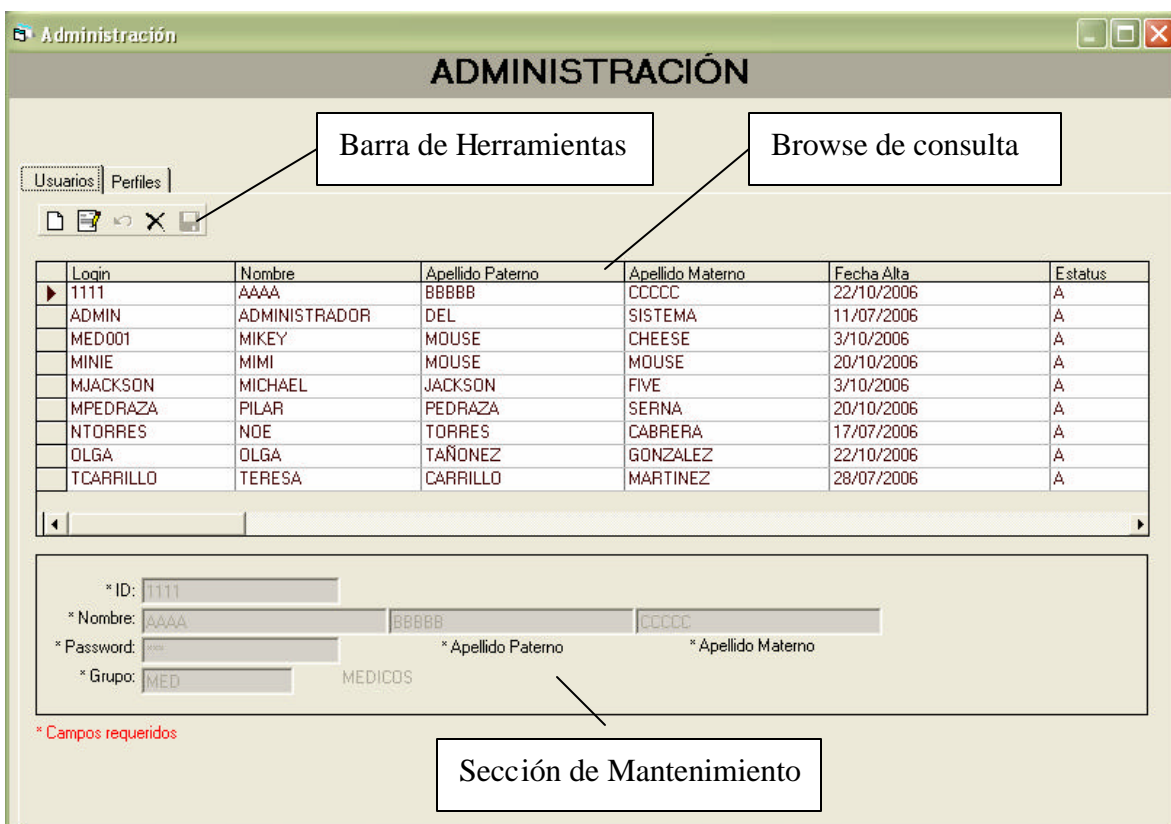 Administración
ADMINISTRACIÓN
Barra de Herramientas
Browse de consulta
Usuarios Perfiles
Login Nombre Apellido Paterno Apellido Materno Fecha Alta Estatus
1111 AAAA BBBBB CCCCC 22/10/2006 A
ADMIN ADMINISTRADOR DEL SISTEMA 11/07/2006 A
MED001 MIKEY MOUSE CHEESE 3/10/2006 A
MINIE MIMI MOUSE MOUSE 20/10/2006 A
MJACKSON MICHAEL JACKSON FIVE 3/10/2006 A
MPEDRAZA PILAR PEDRAZA SERNA 20/10/2006 A
NTORRES NOE TORRES CABRERA 17/07/2006 A
OLGA OLGA TAÑONEZ GONZALEZ 22/10/2006 A
TCARRILLO TERESA CARRILLO MARTINEZ 28/07/2006 A
* ID: 1111
* Nombre: AAAA BBBBB CCCCC
* Password: * Apellido Paterno * Apellido Materno
* Grupo: MED MEDICOS
* Campos requeridos
Sección de Mantenimiento